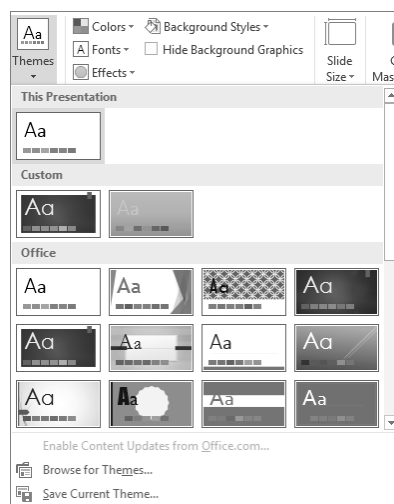 Aa
Themes
Colors
Fonts
Effects
Background Styles
Hide Background Graphics
Slide
Size
This Presentation
Aa
Custom
Aa
Aa
Office
Aa
Aa
Aa
Aa
Aa
Aa
Aa
Aa
Aa
Aa
Aa
Aa
Enable Content Updates from Office.com...
Browse for Themes...
Save Current Theme...